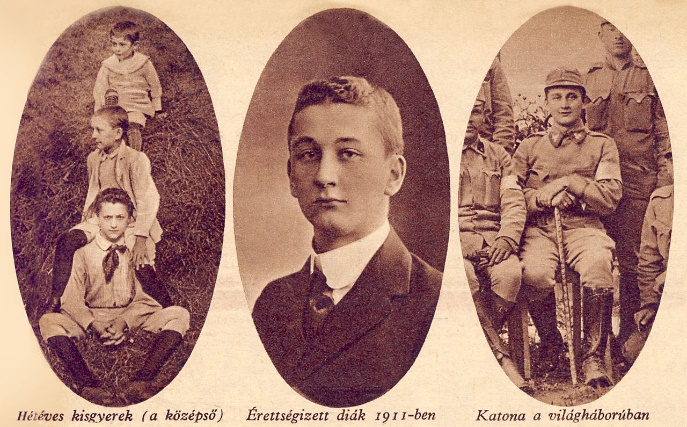 Hétéves kisgyerek (a középső)
Érettségizett diák 1911-ben
Katona a világháborúban